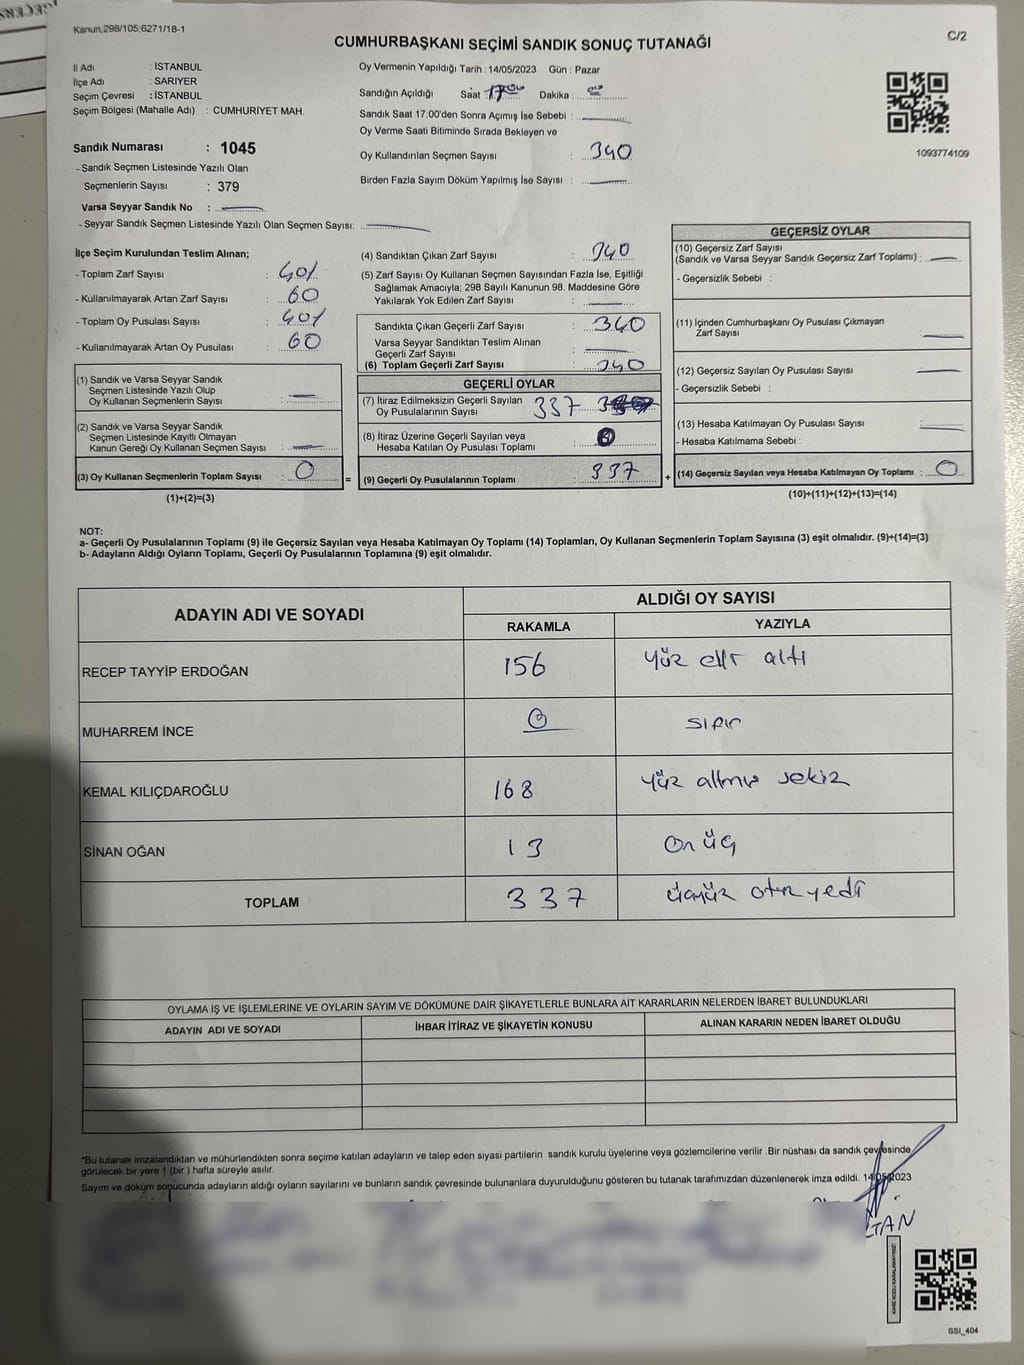 Kanun,298/105,6271/18-1
C/2
CUMHURBAŞKANI SEÇİMİ SANDIK SONUÇ TUTANAĞI
İl Adı : İSTANBUL
İlçe Adı : SARIYER
Seçim Çevresi : İSTANBUL
Seçim Bölgesi (Mahalle Adı) : CUMHURİYET MAH.
Sandık Numarası : 1045
- Sandık Seçmen Listesinde Yazılı Olan
Seçmenlerin Sayısı : 379
Varsa Seyyar Sandık No :
- Seyyar Sandık Seçmen Listesinde Yazılı Olan Seçmen Sayısı:
Oy Vermenin Yapıldığı Tarih : 14/05/2023 Gün : Pazar
Sandığın Açıldığı Saat 17:00 Dakika :
Sandık Saat 17:00'den Sonra Açımış İse Sebebi :
Oy Verme Saati Bitiminde Sırada Bekleyen ve
Oy Kullandırılan Seçmen Sayısı : 340
Birden Fazla Sayım Döküm Yapılmış İse Sayısı :
1093774109
İlçe Seçim Kurulundan Teslim Alınan;
- Toplam Zarf Sayısı : 401
- Kullanılmayarak Artan Zarf Sayısı : 60
- Toplam Oy Pusulası Sayısı : 401
- Kullanılmayarak Artan Oy Pusulası : 60
(1) Sandık ve Varsa Seyyar Sandık
Seçmen Listesinde Yazılı Olup
Oy Kullanan Seçmenlerin Sayısı :
(2) Sandık ve Varsa Seyyar Sandık
Seçmen Listesinde Kayıtlı Olmayan
Kanun Gereği Oy Kullanan Seçmen Sayısı :
(3) Oy Kullanan Seçmenlerin Toplam Sayısı : 0
(1)+(2)=(3)
=
(4) Sandıktan Çıkan Zarf Sayısı : 340
(5) Zarf Sayısı Oy Kullanan Seçmen Sayısından Fazla İse, Eşitliği
Sağlamak Amacıyla; 298 Sayılı Kanunun 98. Maddesine Göre
Yakılarak Yok Edilen Zarf Sayısı :
Sandıkta Çıkan Geçerli Zarf Sayısı : 340
Varsa Seyyar Sandıktan Teslim Alınan
Geçerli Zarf Sayısı :
(6) Toplam Geçerli Zarf Sayısı : 340
GEÇERLİ OYLAR
(7) İtiraz Edilmeksizin Geçerli Sayılan
Oy Pusulalarının Sayısı 337
(8) İtiraz Üzerine Geçerli Sayılan veya
Hesaba Katılan Oy Pusulası Toplamı :
(9) Geçerli Oy Pusulalarının Toplamı : 337
+
GEÇERSİZ OYLAR
(10) Geçersiz Zarf Sayısı
(Sandık ve Varsa Seyyar Sandık Geçersiz Zarf Toplamı) :
- Geçersizlik Sebebi :
(11) İçinden Cumhurbaşkanı Oy Pusulası Çıkmayan
Zarf Sayısı :
(12) Geçersiz Sayılan Oy Pusulası Sayısı :
- Geçersizlik Sebebi :
(13) Hesaba Katılmayan Oy Pusulası Sayısı :
- Hesaba Katılmama Sebebi :
(14) Geçersiz Sayılan veya Hesaba Katılmayan Oy Toplamı : 0
(10)+(11)+(12)+(13)=(14)
NOT:
a- Geçerli Oy Pusulalarının Toplamı (9) ile Geçersiz Sayılan veya Hesaba Katılmayan Oy Toplamı (14) Toplamları, Oy Kullanan Seçmenlerin Toplam Sayısına (3) eşit olmalıdır. (9)+(14)=(3)
b- Adayların Aldığı Oyların Toplamı, Geçerli Oy Pusulalarının Toplamına (9) eşit olmalıdır.
ADAYIN ADI VE SOYADI
ALDIĞI OY SAYISI
RAKAMLA YAZIYLA
RECEP TAYYİP ERDOĞAN 156 yüz elli altı
MUHARREM İNCE 0 sıfır
KEMAL KILIÇDAROĞLU 168 yüz altmış sekiz
SİNAN OĞAN 13 On üç
TOPLAM 337 üçyüz otuz yedi
OYLAMA İŞ VE İŞLEMLERİNE VE OYLARIN SAYIM VE DÖKÜMÜNE DAİR ŞİKAYETLERLE BUNLARA AİT KARARLARIN NELERDEN İBARET BULUNDUKLARI
ADAYIN ADI VE SOYADI İHBAR İTİRAZ VE ŞİKAYETİN KONUSU ALINAN KARARIN NEDEN İBARET OLDUĞU
*Bu tutanak imzalandıktan ve mühürlendikten sonra seçime katılan adayların ve talep eden siyasi partilerin sandık kurulu üyelerine veya gözlemcilerine verilir .Bir nüshası da sandık çevresinde
görülecek bir yere 1 (bir ) hafta süreyle asılır.
Sayım ve döküm sonucunda adayların aldığı oyların sayılarını ve bunların sandık çevresinde bulunanlara duyurulduğunu gösteren bu tutanak tarafımızdan düzenlenerek imza edildi. 14/05/2023
LTAN
KARE KODU KARALAMAYINIZ!
SSI_404